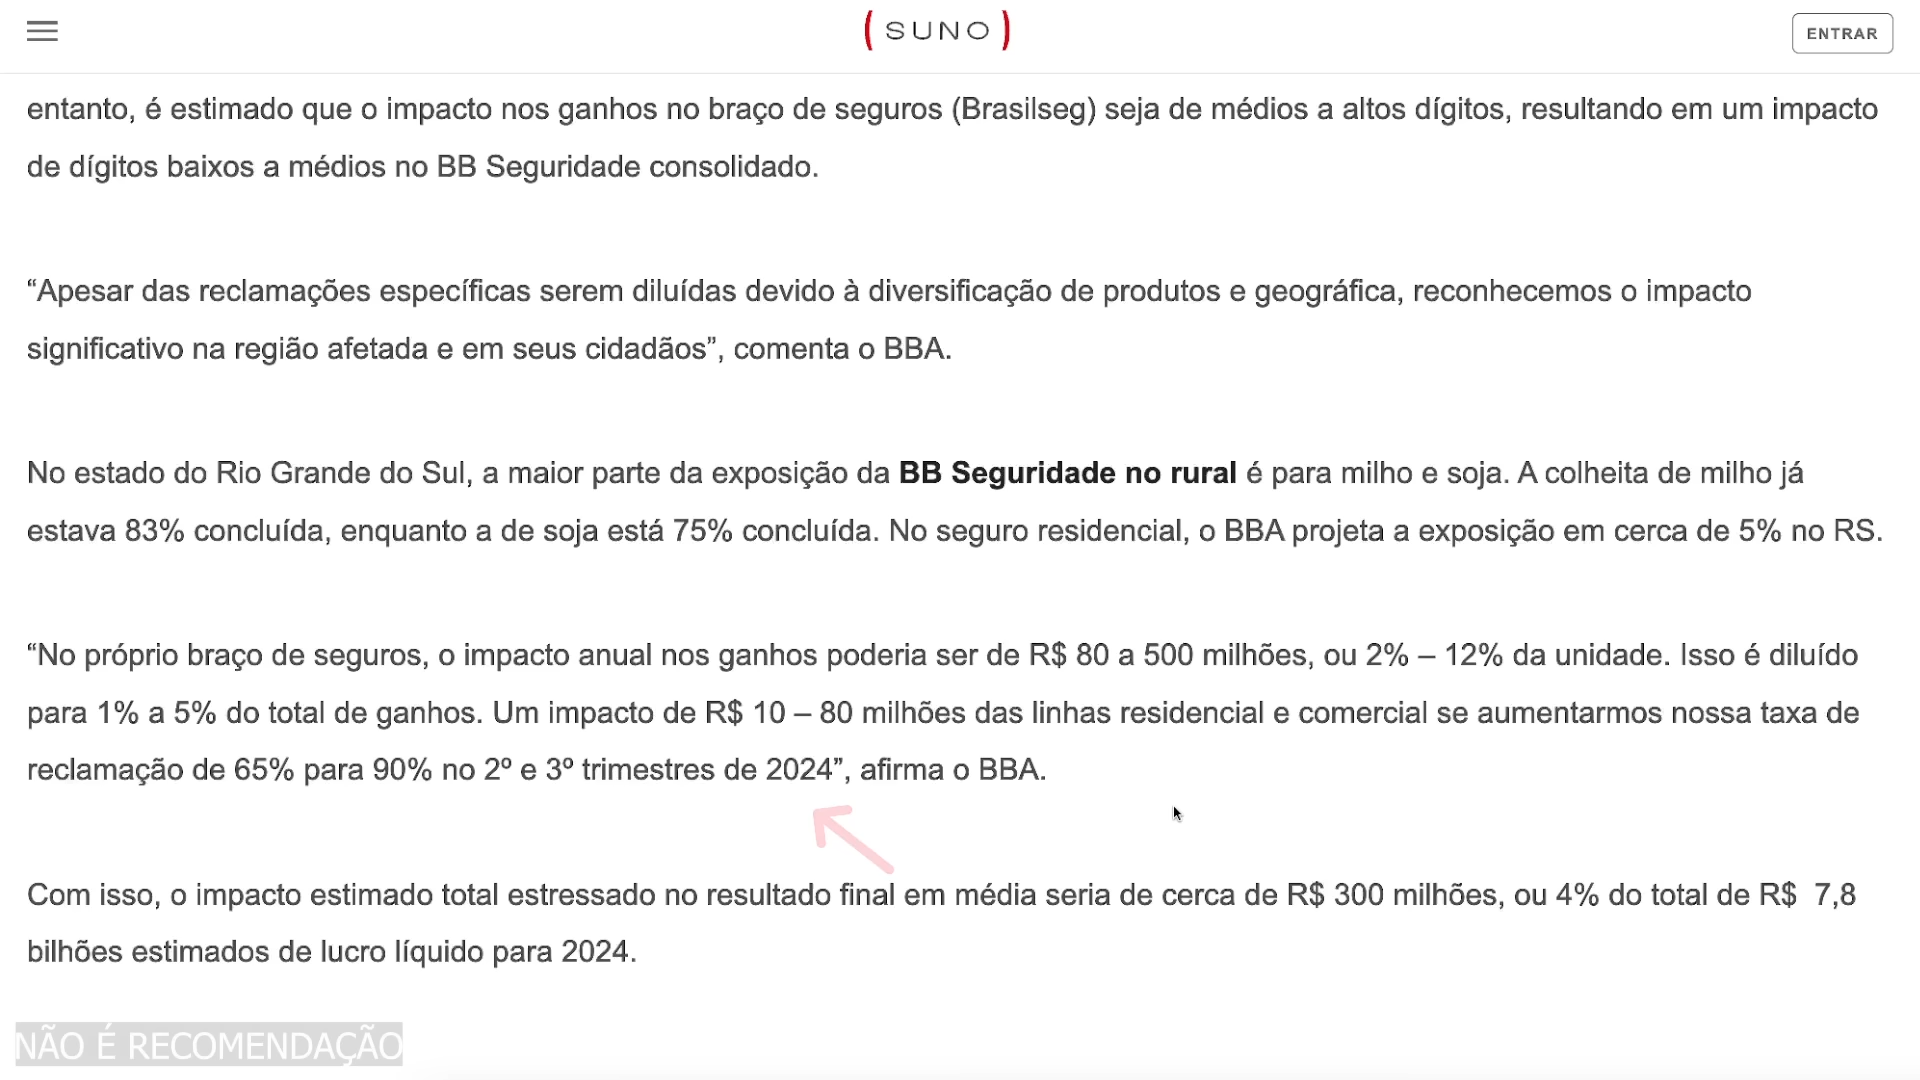 ( SUNO )
ENTRAR
entanto, é estimado que o impacto nos ganhos no braço de seguros (Brasilseg) seja de médios a altos dígitos, resultando em um impacto
de dígitos baixos a médios no BB Seguridade consolidado.
“Apesar das reclamações específicas serem diluídas devido à diversificação de produtos e geográfica, reconhecemos o impacto
significativo na região afetada e em seus cidadãos”, comenta o BBA.
No estado do Rio Grande do Sul, a maior parte da exposição da BB Seguridade no rural é para milho e soja. A colheita de milho já
estava 83% concluída, enquanto a de soja está 75% concluída. No seguro residencial, o BBA projeta a exposição em cerca de 5% no RS.
“No próprio braço de seguros, o impacto anual nos ganhos poderia ser de R$ 80 a 500 milhões, ou 2% – 12% da unidade. Isso é diluído
para 1% a 5% do total de ganhos. Um impacto de R$ 10 – 80 milhões das linhas residencial e comercial se aumentarmos nossa taxa de
reclamação de 65% para 90% no 2º e 3º trimestres de 2024”, afirma o BBA.
Com isso, o impacto estimado total estressado no resultado final em média seria de cerca de R$ 300 milhões, ou 4% do total de R$ 7,8
bilhões estimados de lucro líquido para 2024.
NÃO É RECOMENDAÇÃO